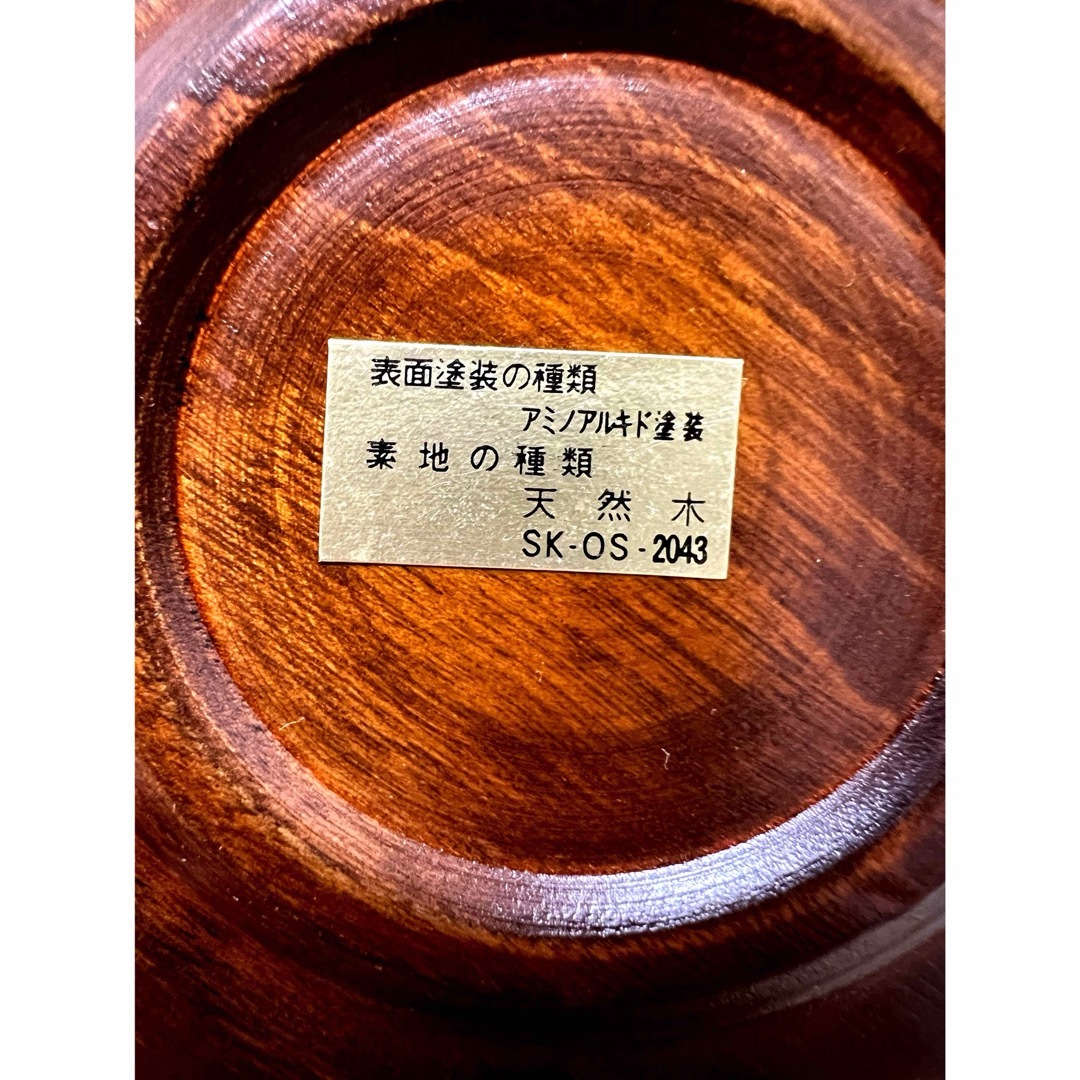 表面塗装の種類
アミノアルキド塗装
素地の種類
天然木
SK-OS-2043